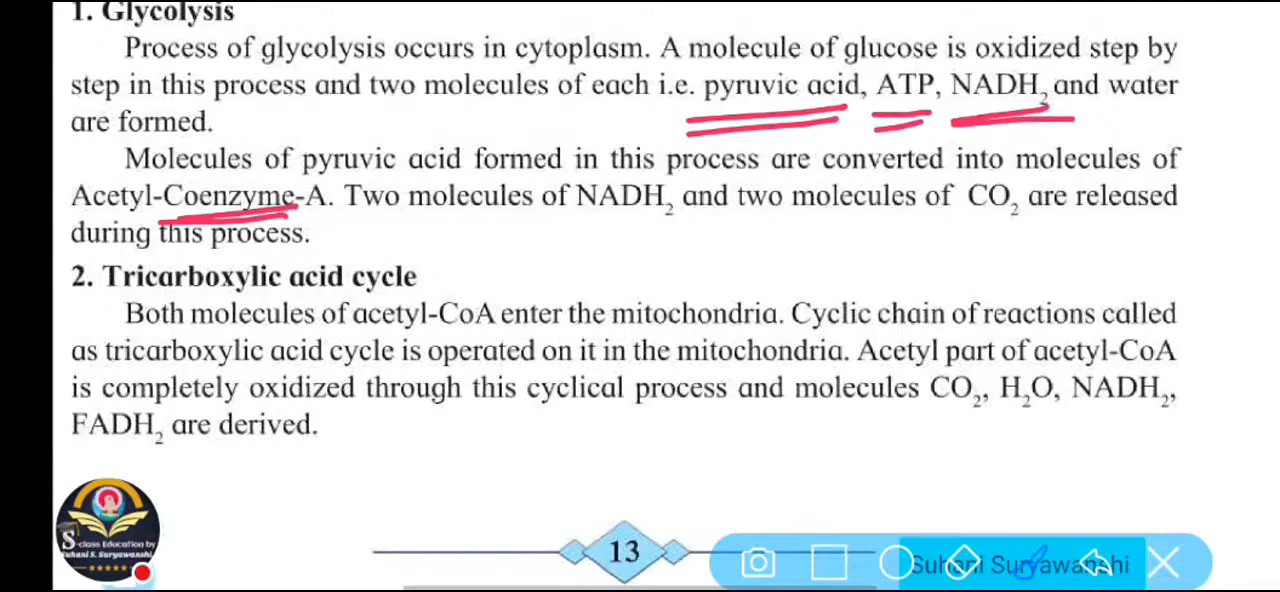 1. Glycolysis
Process of glycolysis occurs in cytoplasm. A molecule of glucose is oxidized step by
step in this process and two molecules of each i.e. pyruvic acid, ATP, NADH₂ and water
are formed.
Molecules of pyruvic acid formed in this process are converted into molecules of
Acetyl-Coenzyme-A. Two molecules of NADH₂ and two molecules of CO₂ are released
during this process.
2. Tricarboxylic acid cycle
Both molecules of acetyl-CoA enter the mitochondria. Cyclic chain of reactions called
as tricarboxylic acid cycle is operated on it in the mitochondria. Acetyl part of acetyl-CoA
is completely oxidized through this cyclical process and molecules CO₂, H₂O, NADH₂,
FADH₂ are derived.
S-class Education by
Suhani S. Suryawanshi
13
Suhani Suryawanshi